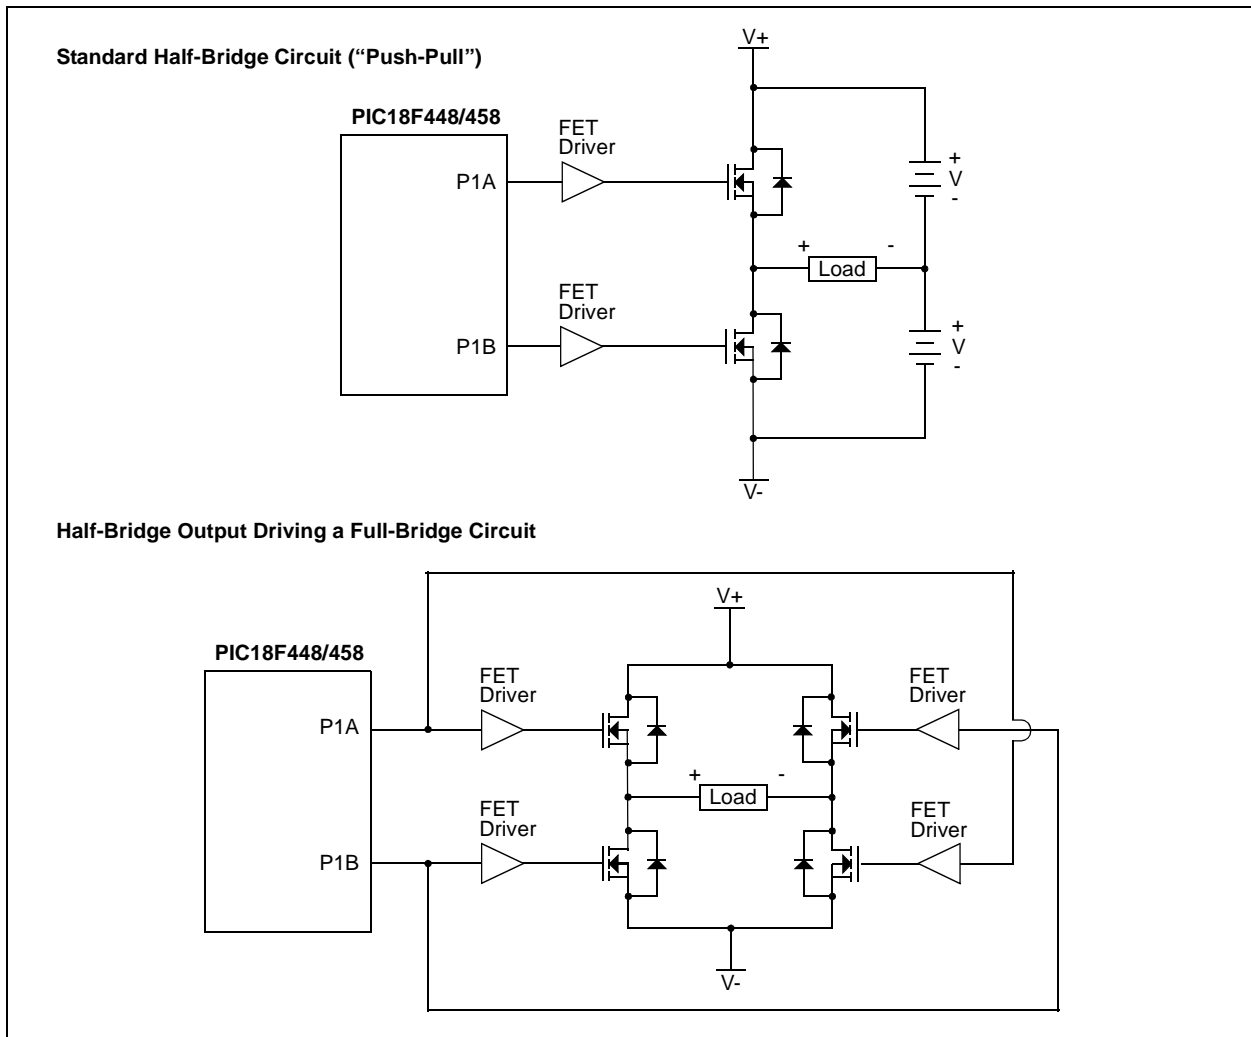 Standard Half-Bridge Circuit (“Push-Pull”)
V+
PIC18F448/458
FET
Driver
P1A
+
V
-
+
-
Load
FET
Driver
P1B
+
V
-
V-
Half-Bridge Output Driving a Full-Bridge Circuit
V+
PIC18F448/458
FET
Driver
FET
Driver
P1A
+
-
Load
FET
Driver
FET
Driver
P1B
V-